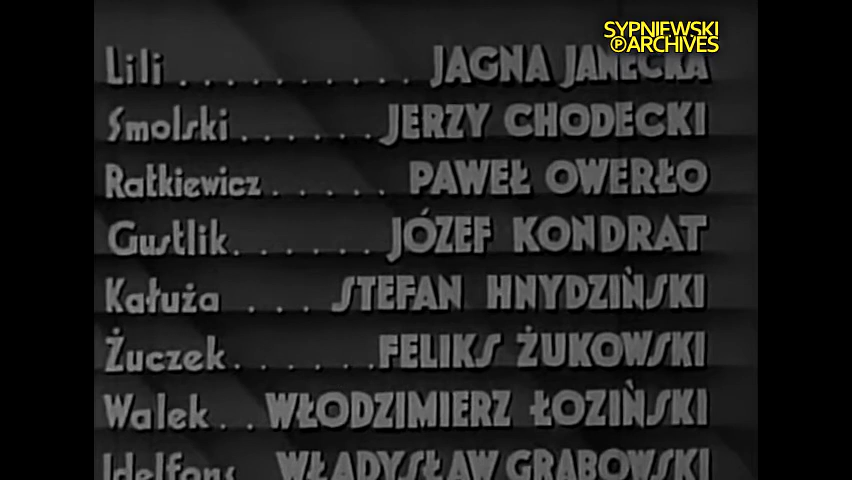 SYPNIEWSKI
℗ARCHIVES
Lili . . . . . . . . . . JAGNA JANECKA
Smolski . . . . . . JERZY CHODECKI
Ratkiewicz . . . . . PAWEŁ OWERŁO
Gustlik . . . . . . JÓZEF KONDRAT
Kałuża . . . STEFAN HNYDZIŃSKI
Żuczek . . . . . . FELIKS ŻUKOWSKI
Walek . . WŁODZIMIERZ ŁOZIŃSKI
Idelfons . . . WŁADYSŁAW GRABOWSKI